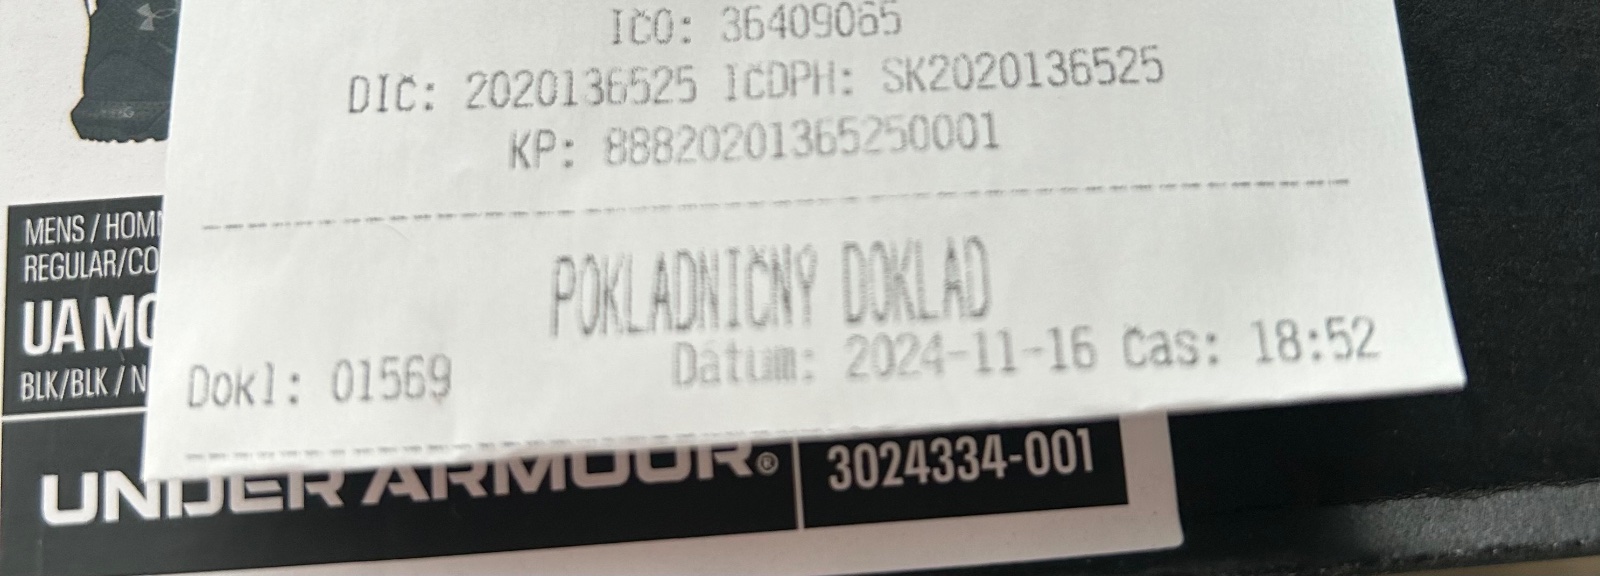 IČO: 36409065
DIČ: 2020136525 IČDPH: SK2020136525
KP: 88820201365250001
POKLADNIČNÝ DOKLAD
Dokl: 01569 Dátum: 2024-11-16 Čas: 18:52
MENS / HOM
REGULAR/CO
UA MO
BLK/BLK / N
UNDER ARMOUR®
3024334-001